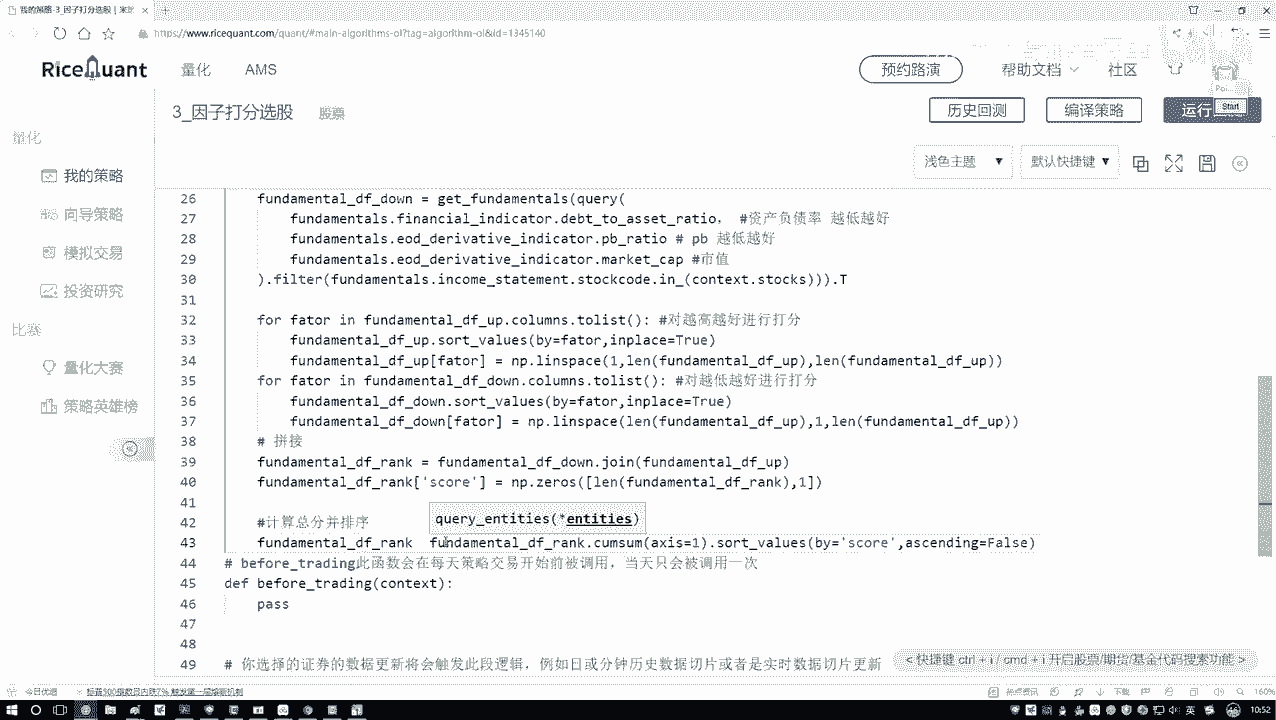 我的策略-3_因子打分选股 | 米筐
https://www.ricequant.com/quant/#main-algorithms-ol?tag=algorithm-ol&id=1345140
RiceQuant 量化 AMS 预约路演 帮助文档 社区
3_因子打分选股 股票 历史回测 编译策略 运行 Start
浅色主题 默认快捷键
量化
我的策略
向导策略
模拟交易
投资研究
比赛
量化大赛
策略英雄榜
26 fundamental_df_down = get_fundamentals(query(
27 fundamentals.financial_indicator.debt_to_asset_ratio， #资产负债率 越低越好
28 fundamentals.eod_derivative_indicator.pb_ratio # pb 越低越好
29 fundamentals.eod_derivative_indicator.market_cap #市值
30 ).filter(fundamentals.income_statement.stockcode.in_(context.stocks))).T
31
32 for fator in fundamental_df_up.columns.tolist(): #对越高越好进行打分
33 fundamental_df_up.sort_values(by=fator,inplace=True)
34 fundamental_df_up[fator] = np.linspace(1,len(fundamental_df_up),len(fundamental_df_up))
35 for fator in fundamental_df_down.columns.tolist(): #对越低越好进行打分
36 fundamental_df_down.sort_values(by=fator,inplace=True)
37 fundamental_df_down[fator] = np.linspace(len(fundamental_df_up),1,len(fundamental_df_up))
38 # 拼接
39 fundamental_df_rank = fundamental_df_down.join(fundamental_df_up)
40 fundamental_df_rank['score'] = np.zeros([len(fundamental_df_rank),1])
41
query_entities(*entities)
42 #计算总分并排序
43 fundamental_df_rank fundamental_df_rank.cumsum(axis=1).sort_values(by='score',ascending=False)
44 # before_trading此函数会在每天策略交易开始前被调用，当天只会被调用一次
45 def before_trading(context):
46 pass
47
48
49 # 你选择的证券的数据更新将会触发此段逻辑，例如日或分钟历史数据切片或者是实时数据切片更新
< 快捷键 ctrl + i / cmd + i 开启股票/期货/基金代码搜索功能 >
今日优选
热点资讯 下载 160%
英 10:52